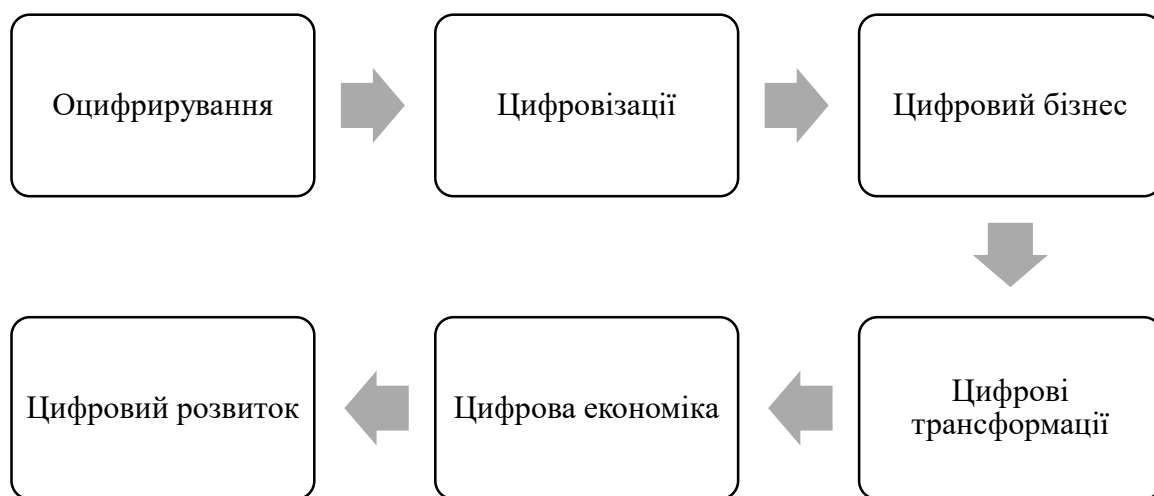 Оцифрирування
Цифровізації
Цифровий бізнес
Цифрові
трансформації
Цифрова економіка
Цифровий розвиток